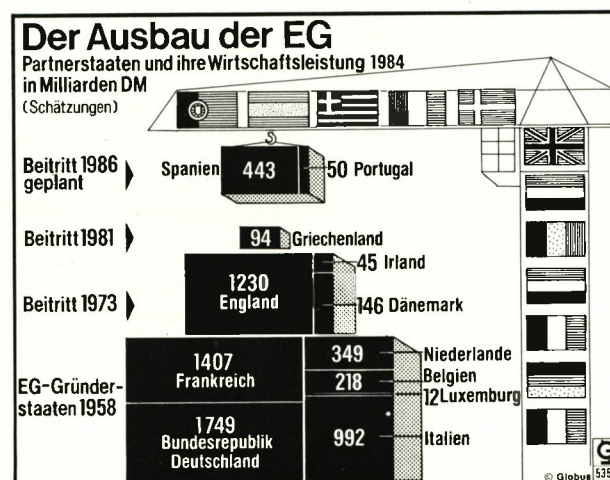 Der Ausbau der EG
Partnerstaaten und ihre Wirtschaftsleistung 1984
in Milliarden DM
(Schätzungen)
Beitritt 1986
geplant
Spanien
443
50 Portugal
Beitritt 1981
94
Griechenland
45 Irland
1230
England
Beitritt 1973
146 Dänemark
1407
Frankreich
349
Niederlande
218
Belgien
12 Luxemburg
EG-Gründer-
staaten 1958
1749
Bundesrepublik
Deutschland
992
Italien
© Globus
535